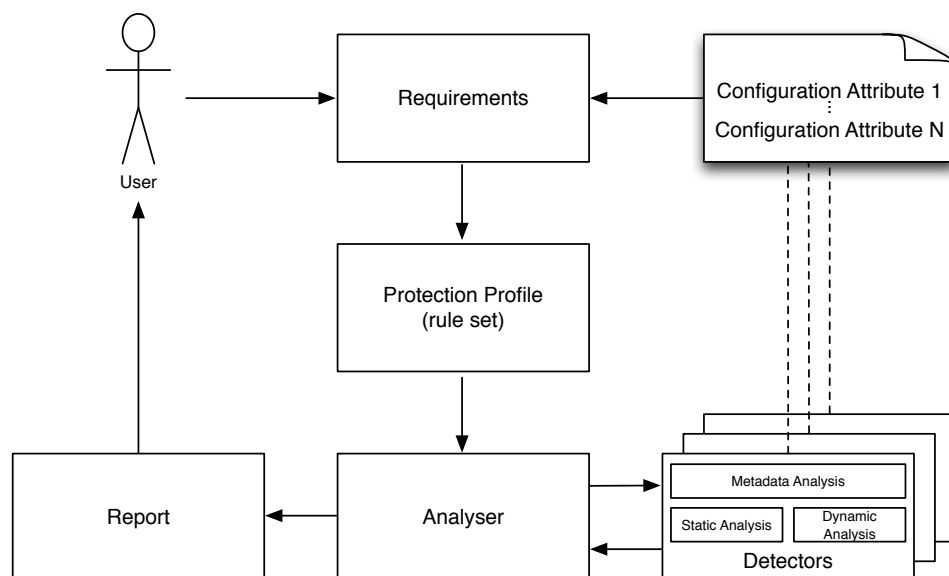 Requirements
Configuration Attribute 1
Configuration Attribute N
User
Protection Profile
(rule set)
Report
Analyser
Metadata Analysis
Static Analysis
Dynamic
Analysis
Detectors